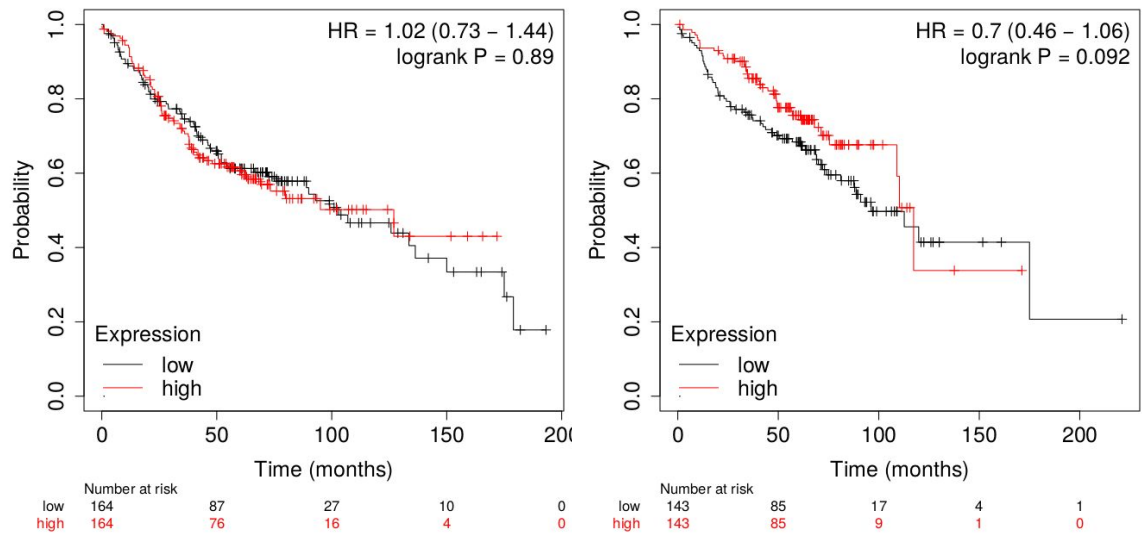 HR = 1.02 (0.73 − 1.44)
logrank P = 0.89
Probability
1.0
0.8
0.6
0.4
0.2
0.0
Expression
low
high
0 50 100 150 200
Time (months)
Number at risk
low 164 87 27 10 0
high 164 76 16 4 0
HR = 0.7 (0.46 − 1.06)
logrank P = 0.092
Probability
1.0
0.8
0.6
0.4
0.2
0.0
Expression
low
high
0 50 100 150 200
Time (months)
Number at risk
low 143 85 17 4 1
high 143 85 9 1 0